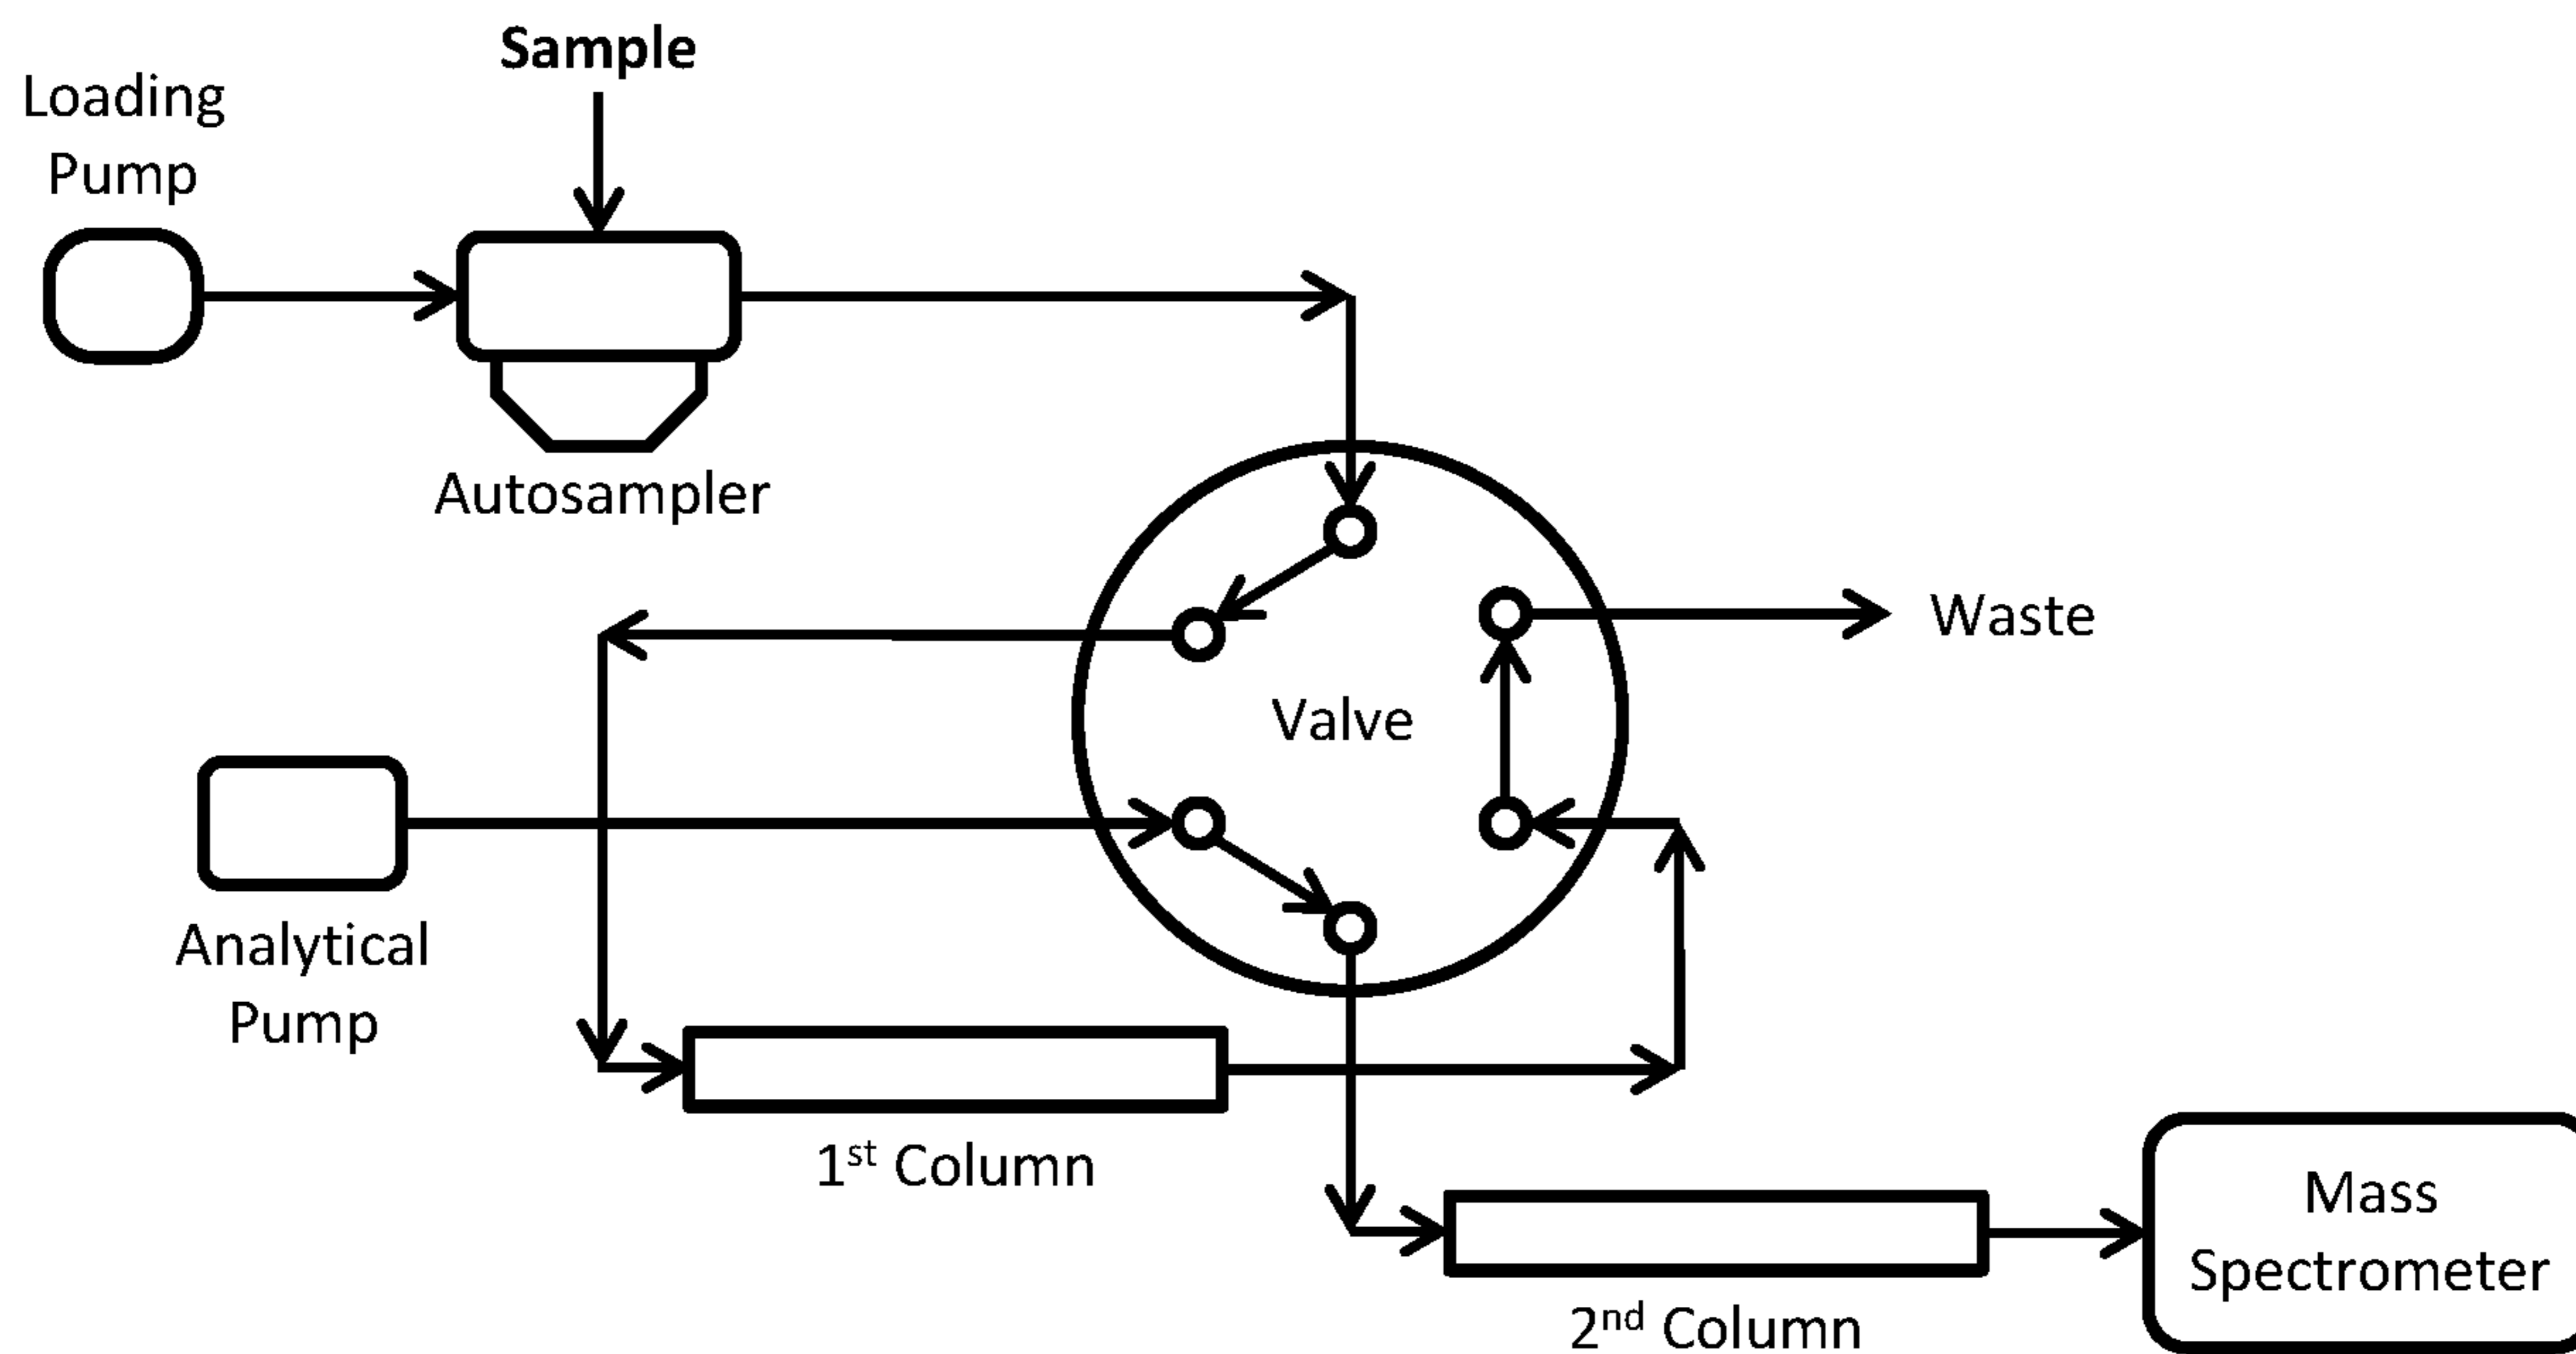 Sample
Loading
Pump
Autosampler
Waste
Valve
Analytical
Pump
1st Column
Mass
Spectrometer
2nd Column